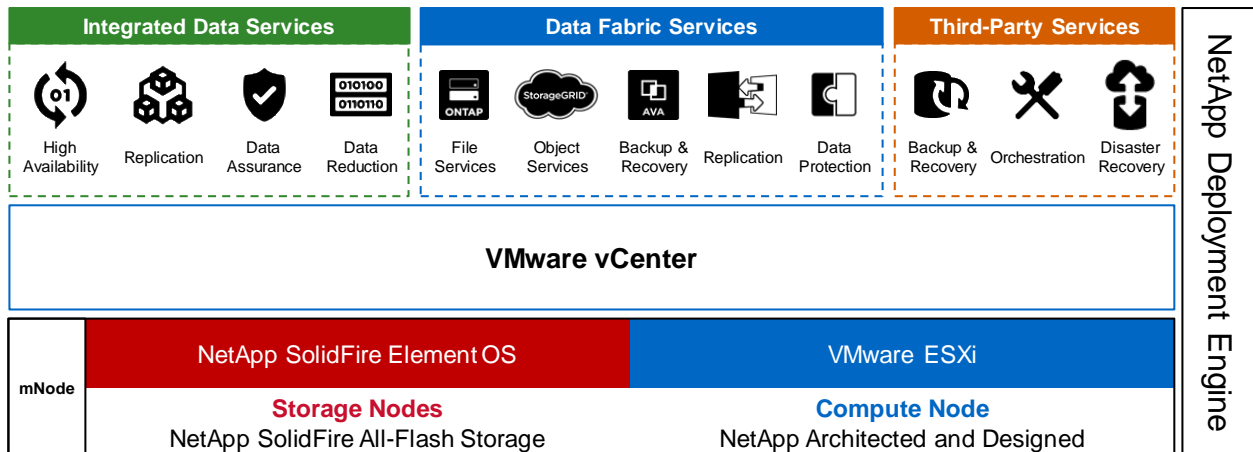 Integrated Data Services
01
High
Availability
Replication
Data
Assurance
010100
0110110
Data
Reduction
Data Fabric Services
ONTAP
File
Services
StorageGRID®
Object
Services
AVA
Backup &
Recovery
Replication
Data
Protection
Third-Party Services
Backup &
Recovery
Orchestration
Disaster
Recovery
VMware vCenter
mNode
NetApp SolidFire Element OS
Storage Nodes
NetApp SolidFire All-Flash Storage
VMware ESXi
Compute Node
NetApp Architected and Designed
NetApp Deployment Engine